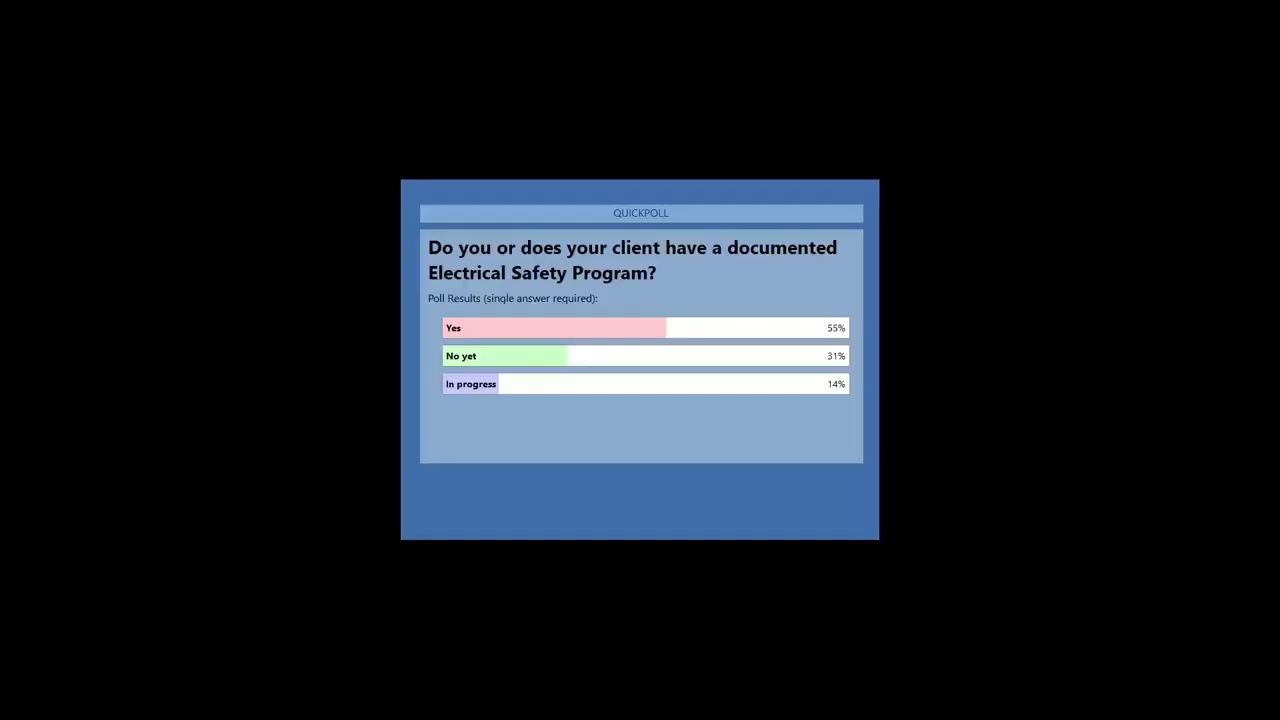 QUICKPOLL
Do you or does your client have a documented
Electrical Safety Program?
Poll Results (single answer required):
Yes 55%
No yet 31%
In progress 14%